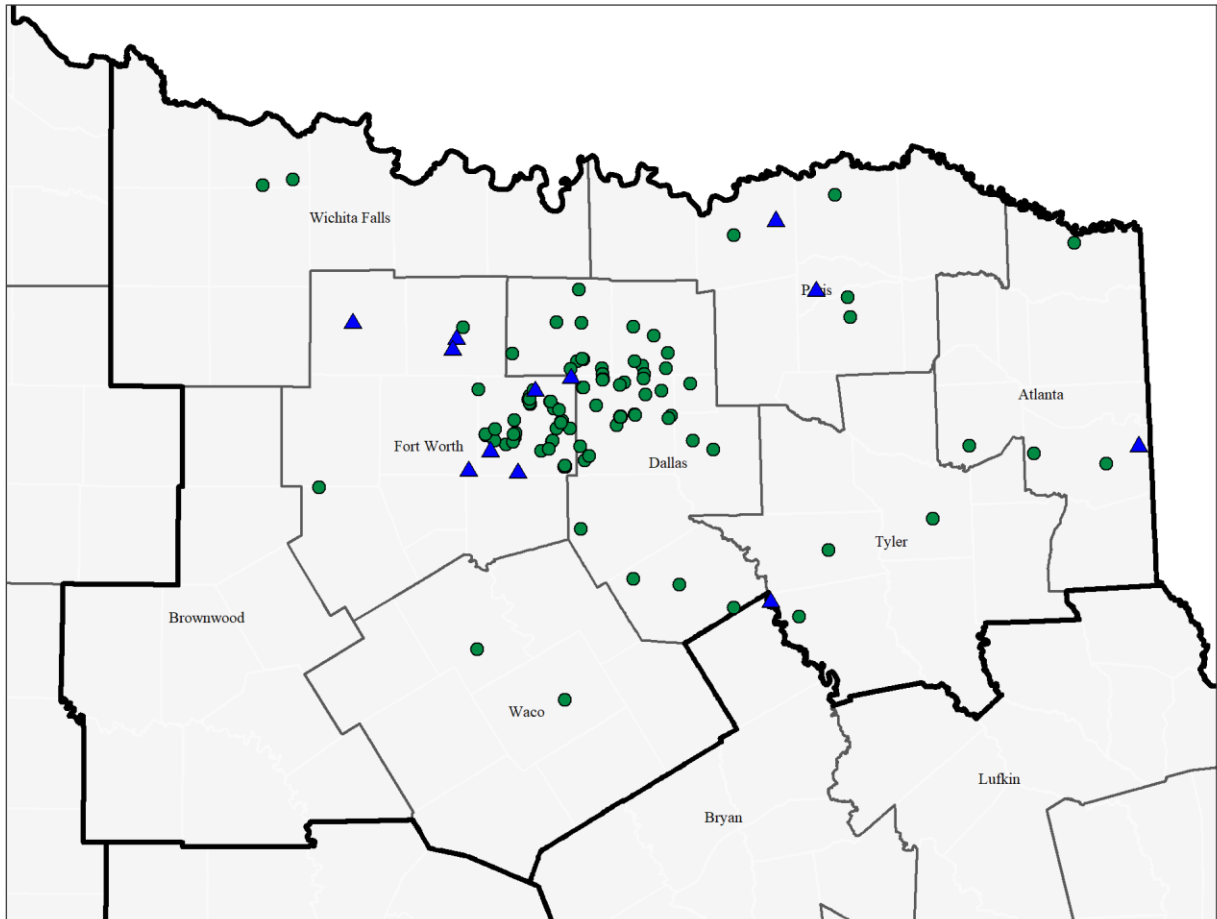 Wichita Falls
Paris
Atlanta
Fort Worth
Dallas
Tyler
Brownwood
Waco
Lufkin
Bryan